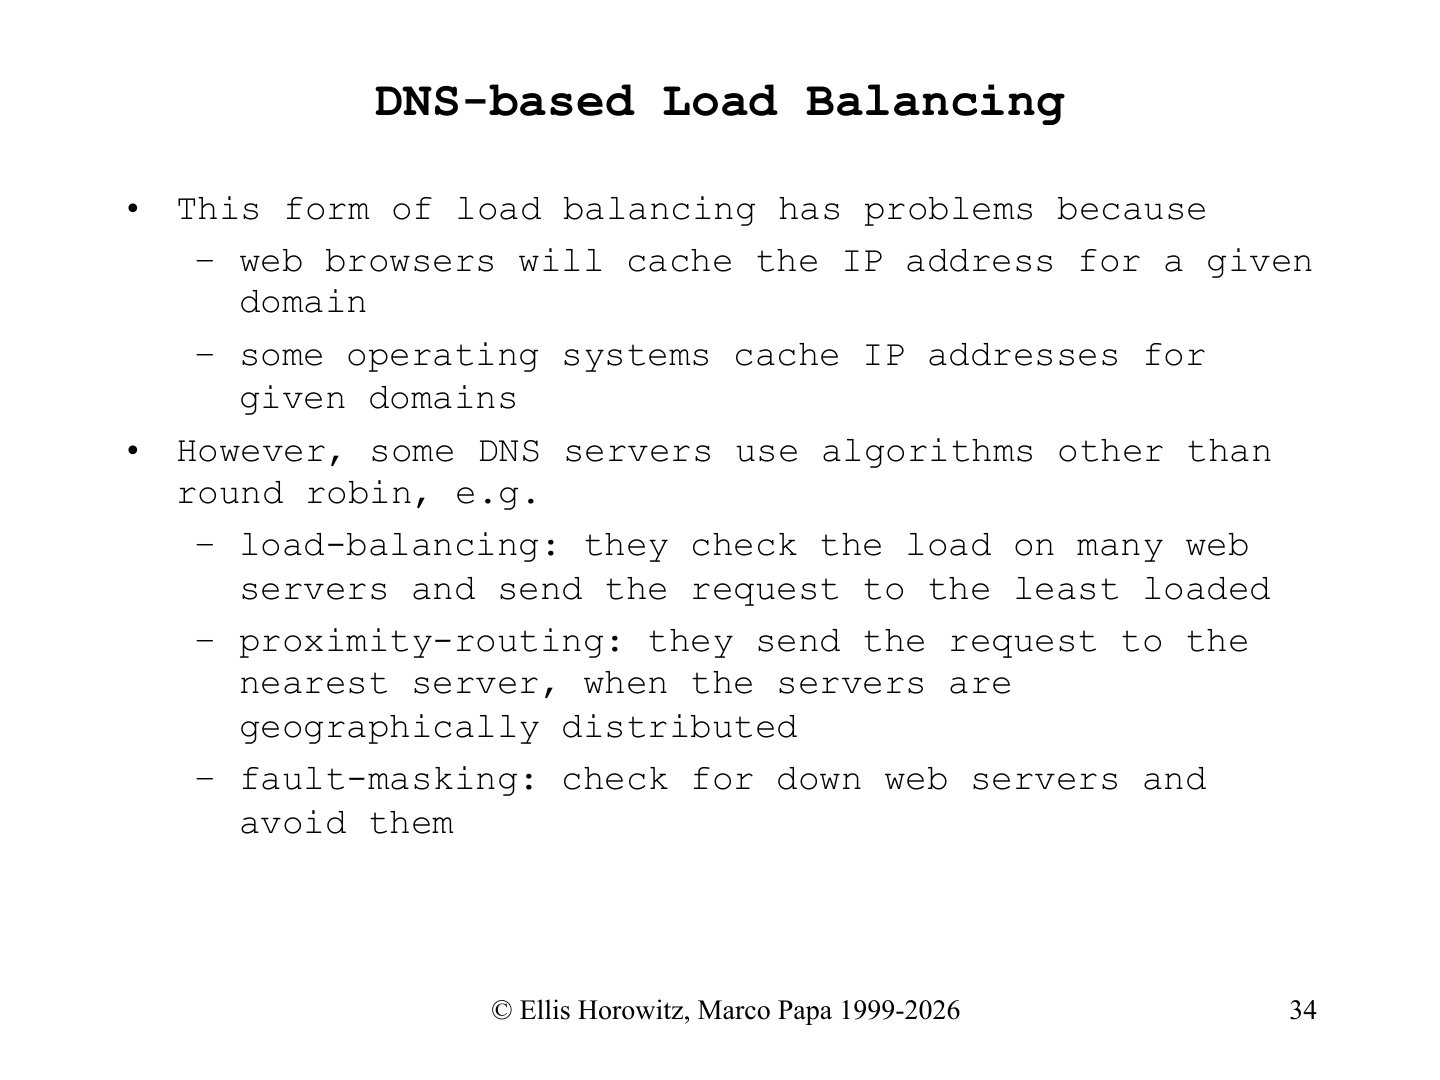 DNS-based Load Balancing
• This form of load balancing has problems because
– web browsers will cache the IP address for a given
domain
– some operating systems cache IP addresses for
given domains
• However, some DNS servers use algorithms other than
round robin, e.g.
– load-balancing: they check the load on many web
servers and send the request to the least loaded
– proximity-routing: they send the request to the
nearest server, when the servers are
geographically distributed
– fault-masking: check for down web servers and
avoid them
© Ellis Horowitz, Marco Papa 1999-2026
34